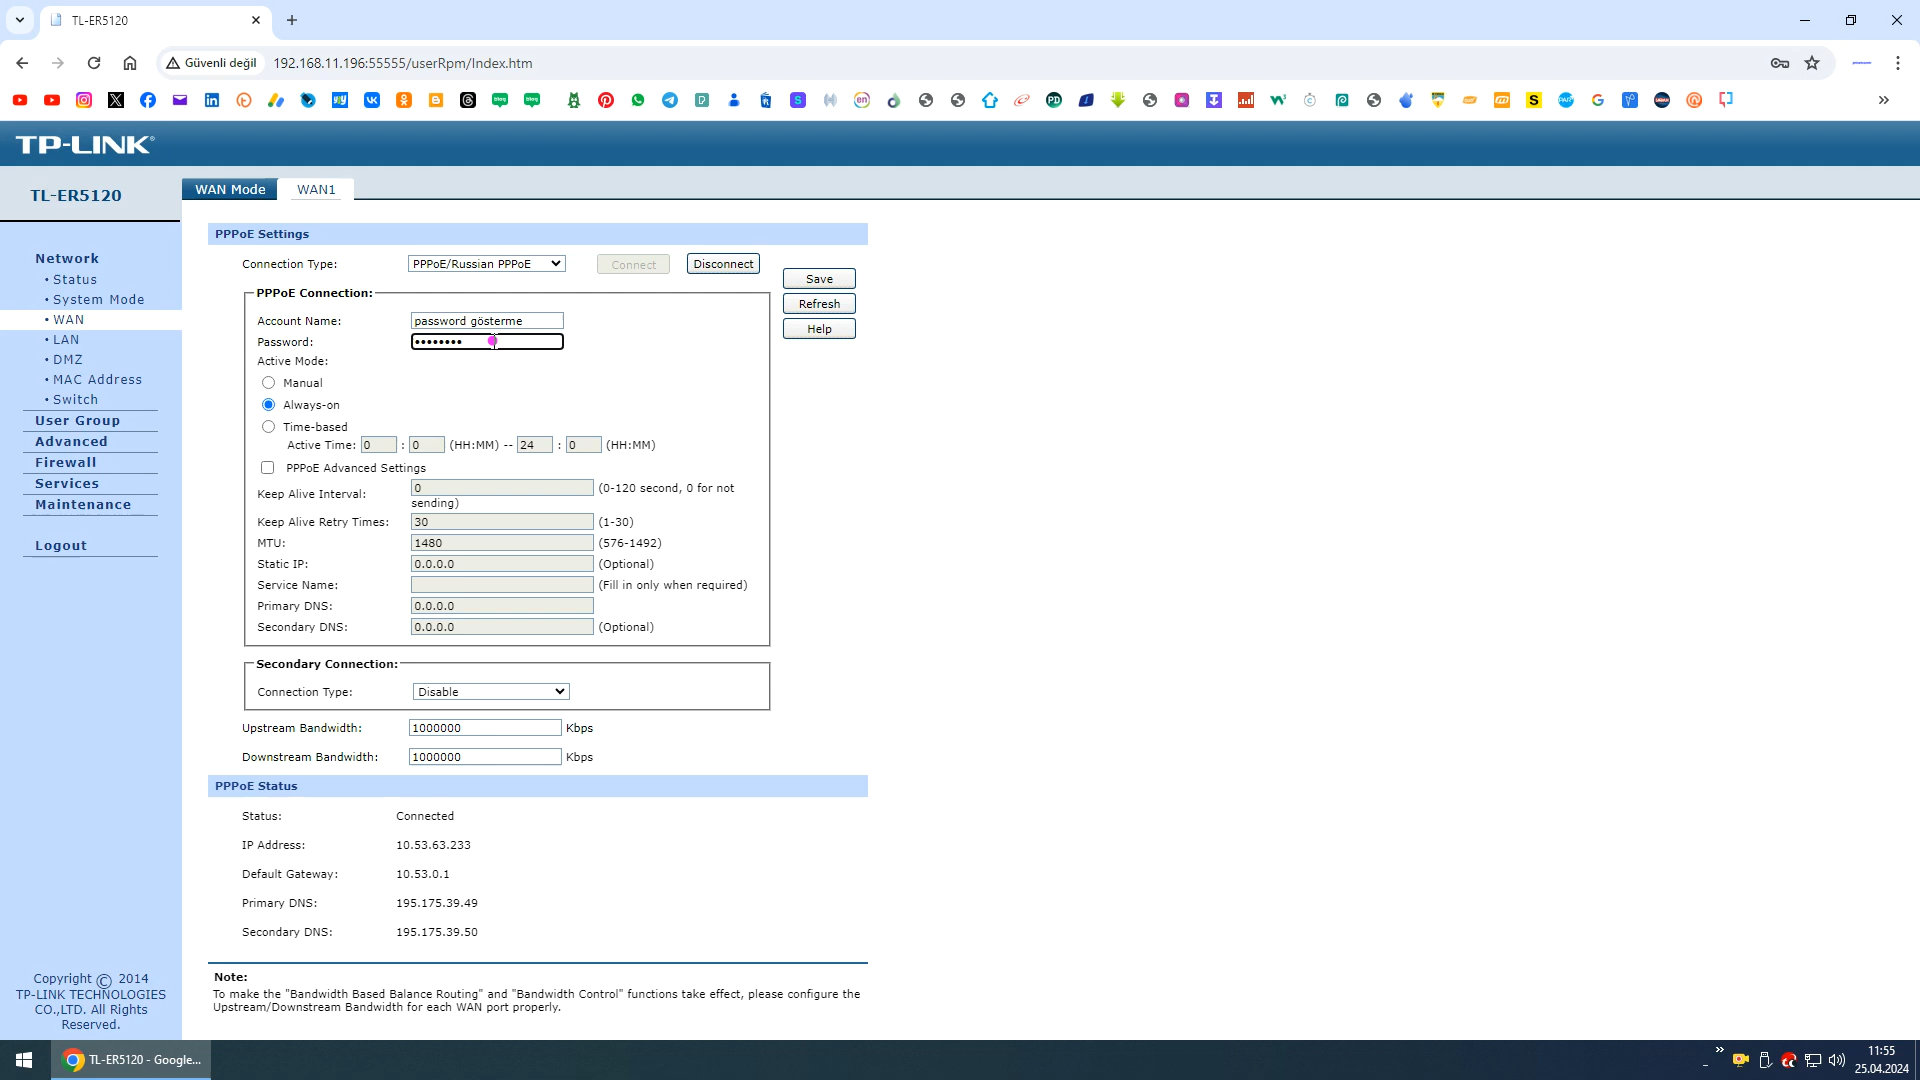 TL-ER5120
Güvenli değil
192.168.11.196:55555/userRpm/Index.htm
TP-LINK
TL-ER5120
WAN Mode
WAN1
Network
• Status
• System Mode
• WAN
• LAN
• DMZ
• MAC Address
• Switch
User Group
Advanced
Firewall
Services
Maintenance
Logout
Copyright © 2014
TP-LINK TECHNOLOGIES
CO.,LTD. All Rights
Reserved.
PPPoE Settings
Connection Type: PPPoE/Russian PPPoE Connect Disconnect
Save
Refresh
Help
PPPoE Connection:
Account Name: password gösterme
Password: ••••••••
Active Mode:
Manual
Always-on
Time-based
Active Time: 0 : 0 (HH:MM) -- 24 : 0 (HH:MM)
PPPoE Advanced Settings
Keep Alive Interval: 0 (0-120 second, 0 for not
sending)
Keep Alive Retry Times: 30 (1-30)
MTU: 1480 (576-1492)
Static IP: 0.0.0.0 (Optional)
Service Name: (Fill in only when required)
Primary DNS: 0.0.0.0
Secondary DNS: 0.0.0.0 (Optional)
Secondary Connection:
Connection Type: Disable
Upstream Bandwidth: 1000000 Kbps
Downstream Bandwidth: 1000000 Kbps
PPPoE Status
Status: Connected
IP Address: 10.53.63.233
Default Gateway: 10.53.0.1
Primary DNS: 195.175.39.49
Secondary DNS: 195.175.39.50
Note:
To make the "Bandwidth Based Balance Routing" and "Bandwidth Control" functions take effect, please configure the
Upstream/Downstream Bandwidth for each WAN port properly.
TL-ER5120 - Google...
11:55
25.04.2024